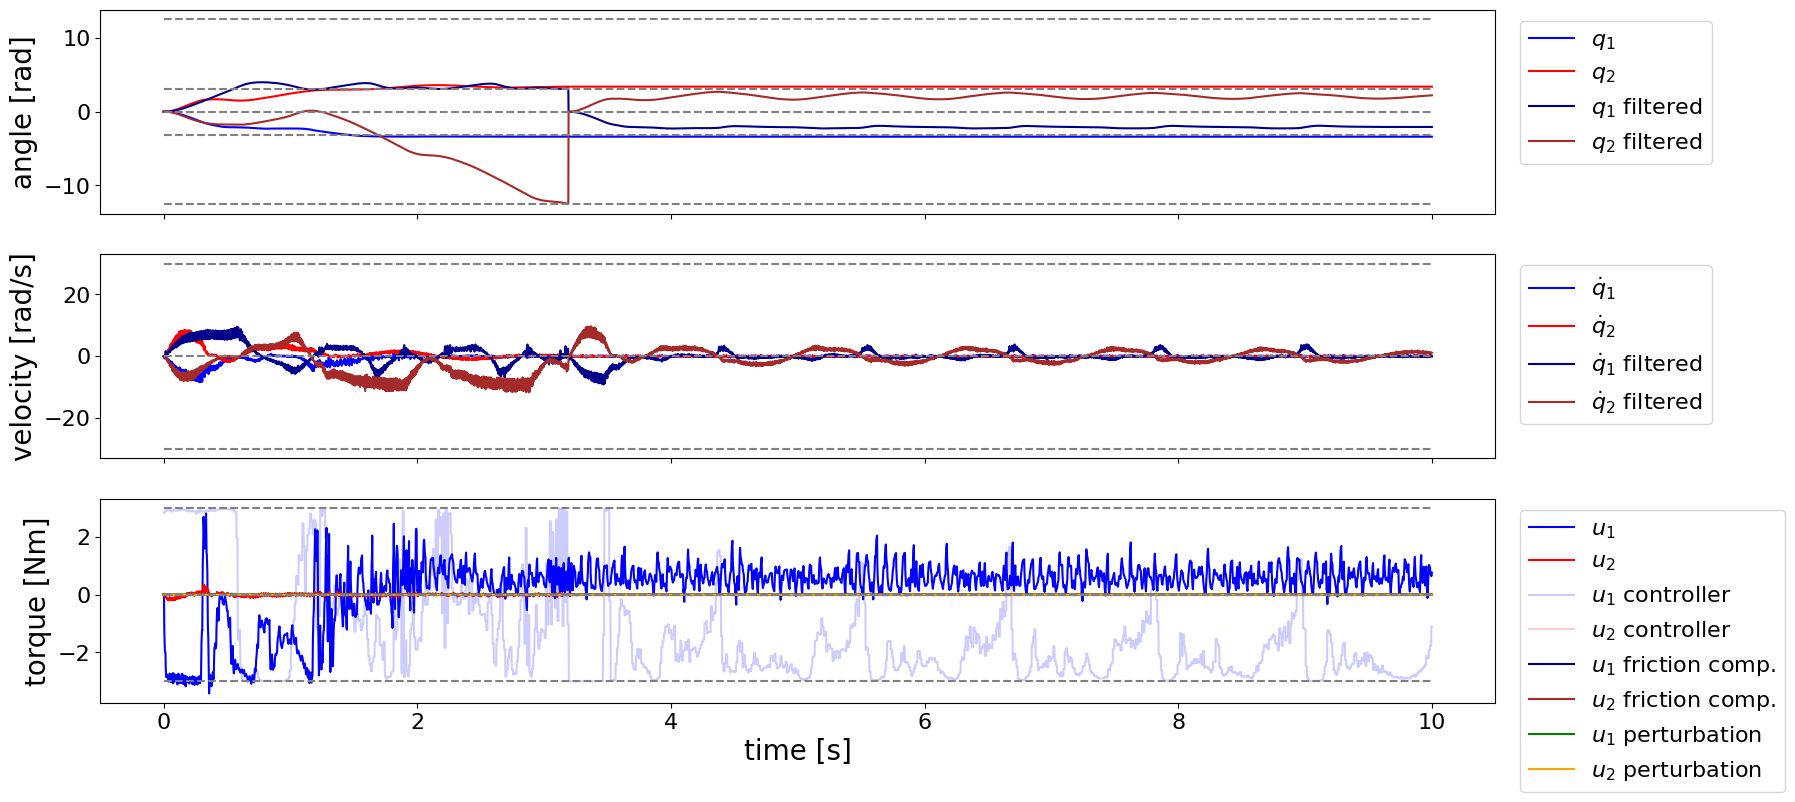 angle [rad]
10
0
−10
q₁
q₂
q₁ filtered
q₂ filtered
velocity [rad/s]
20
0
−20
q̇₁
q̇₂
q̇₁ filtered
q̇₂ filtered
torque [Nm]
2
0
−2
0 2 4 6 8 10
time [s]
u₁
u₂
u₁ controller
u₂ controller
u₁ friction comp.
u₂ friction comp.
u₁ perturbation
u₂ perturbation